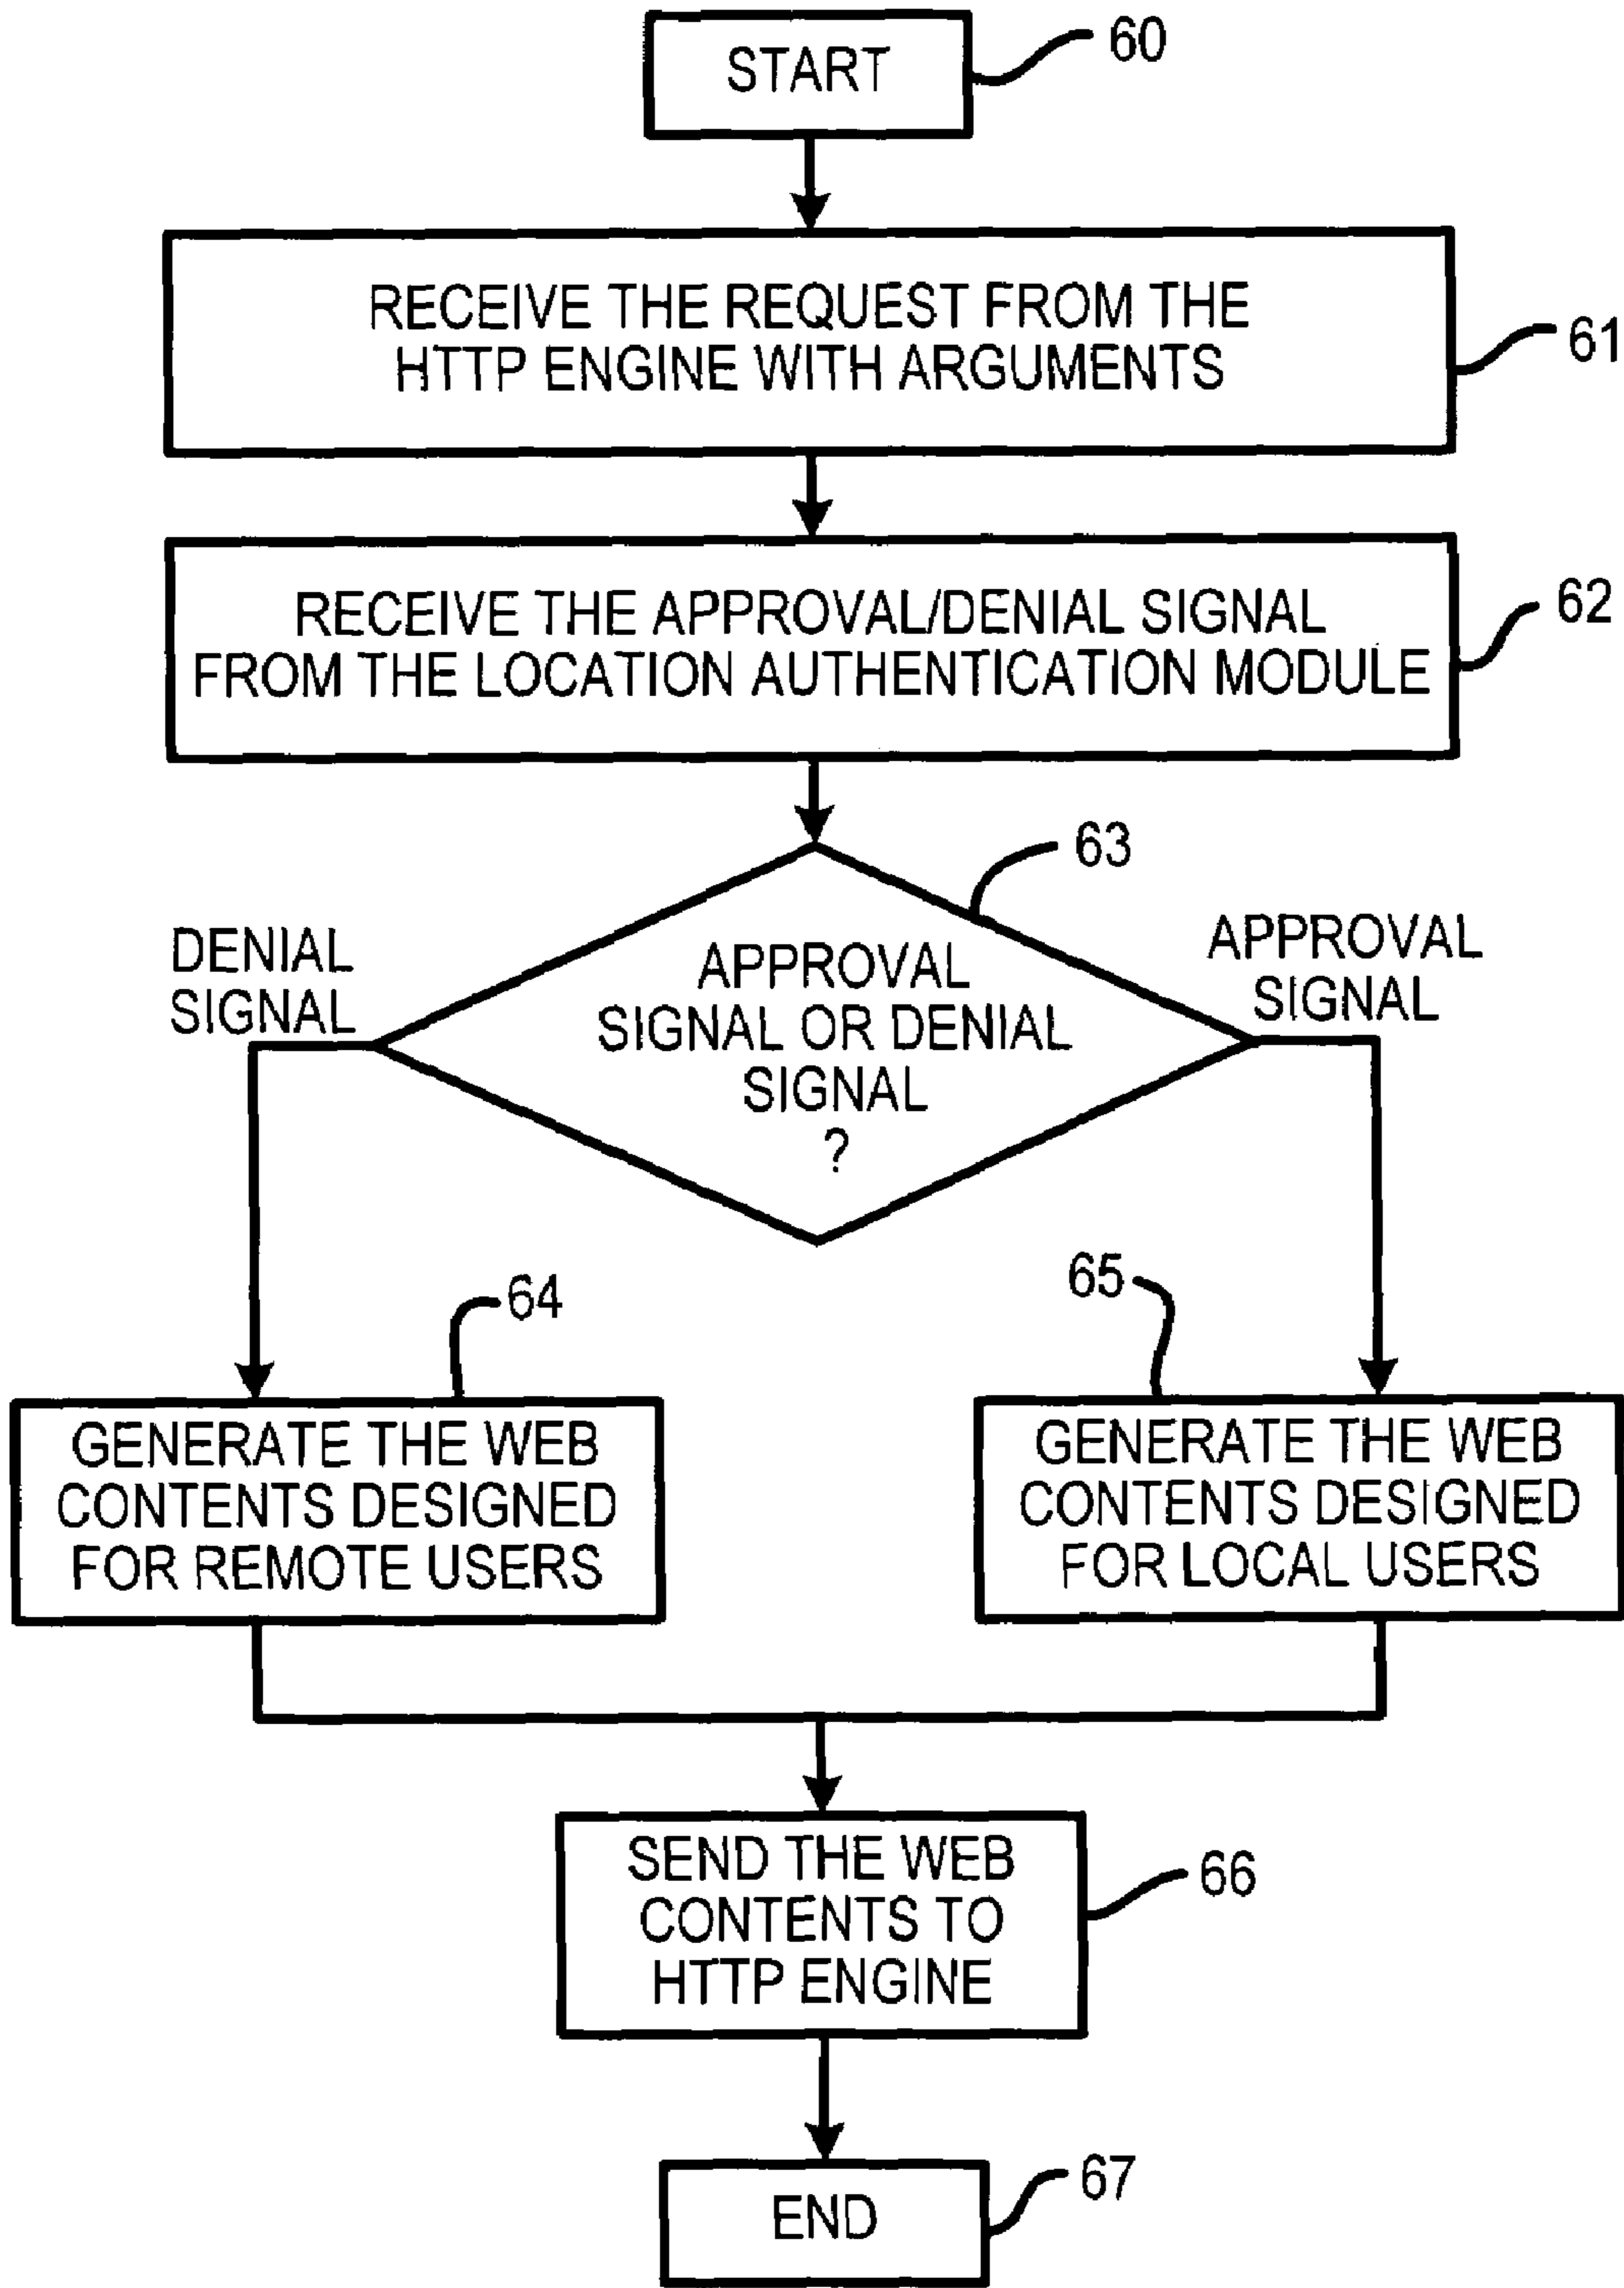 START
60
RECEIVE THE REQUEST FROM THE
HTTP ENGINE WITH ARGUMENTS
61
RECEIVE THE APPROVAL/DENIAL SIGNAL
FROM THE LOCATION AUTHENTICATION MODULE
62
63
DENIAL
SIGNAL
APPROVAL
SIGNAL OR DENIAL
SIGNAL
?
APPROVAL
SIGNAL
64
GENERATE THE WEB
CONTENTS DESIGNED
FOR REMOTE USERS
65
GENERATE THE WEB
CONTENTS DESIGNED
FOR LOCAL USERS
SEND THE WEB
CONTENTS TO
HTTP ENGINE
66
END
67